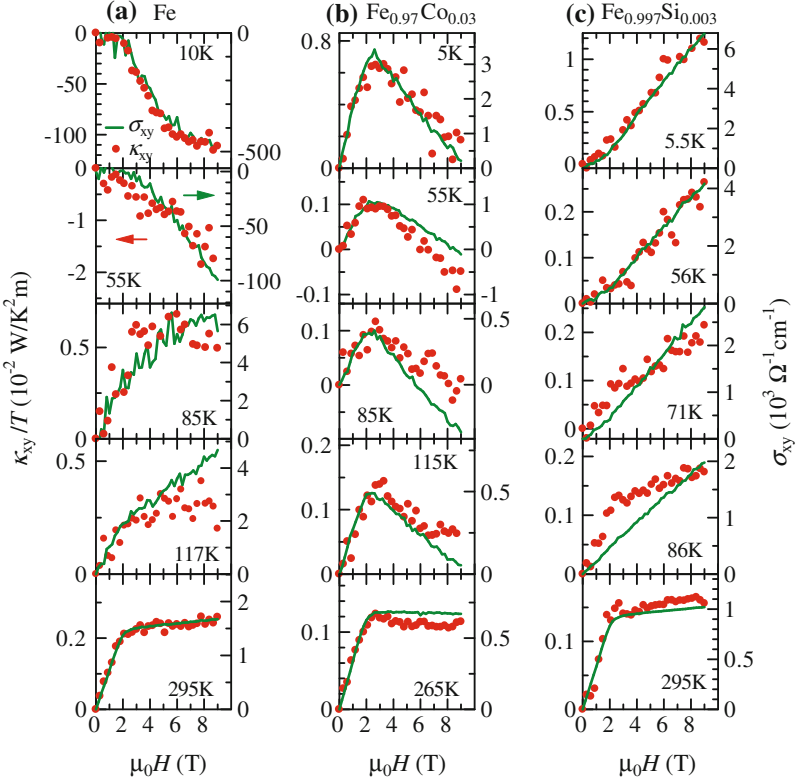 (a) Fe (b) Fe0.97Co0.03 (c) Fe0.997Si0.003
0 10K 0
-50
-100 -500
σxy
κxy
0.8 5K 3
0.4 2
1
0 0
1 5.5K 6
0.5 4
2
0 0
0 0
-1 -50
-2 55K -100
0.1 55K 1
0 0
-0.1 -1
0.2 56K 4
0.1 2
0 0
0.5 85K 6
4
2
0 0
0.1 85K 0.5
0 0
0.2 71K
0.1 2
0 1
0
0.5 117K 4
2
0 0
0.2 115K
0.1 0.5
0 0
0.2 86K 2
0.1 1
0 0
0.2 295K 2
1
0 0
0.1 265K 0.5
0 0
0.1 295K 1
0.5
0 0
0 2 4 6 8 0 2 4 6 8 0 2 4 6 8
μ0H (T) μ0H (T) μ0H (T)
κxy/T (10-2 W/K2m)
σxy (103 Ω-1cm-1)